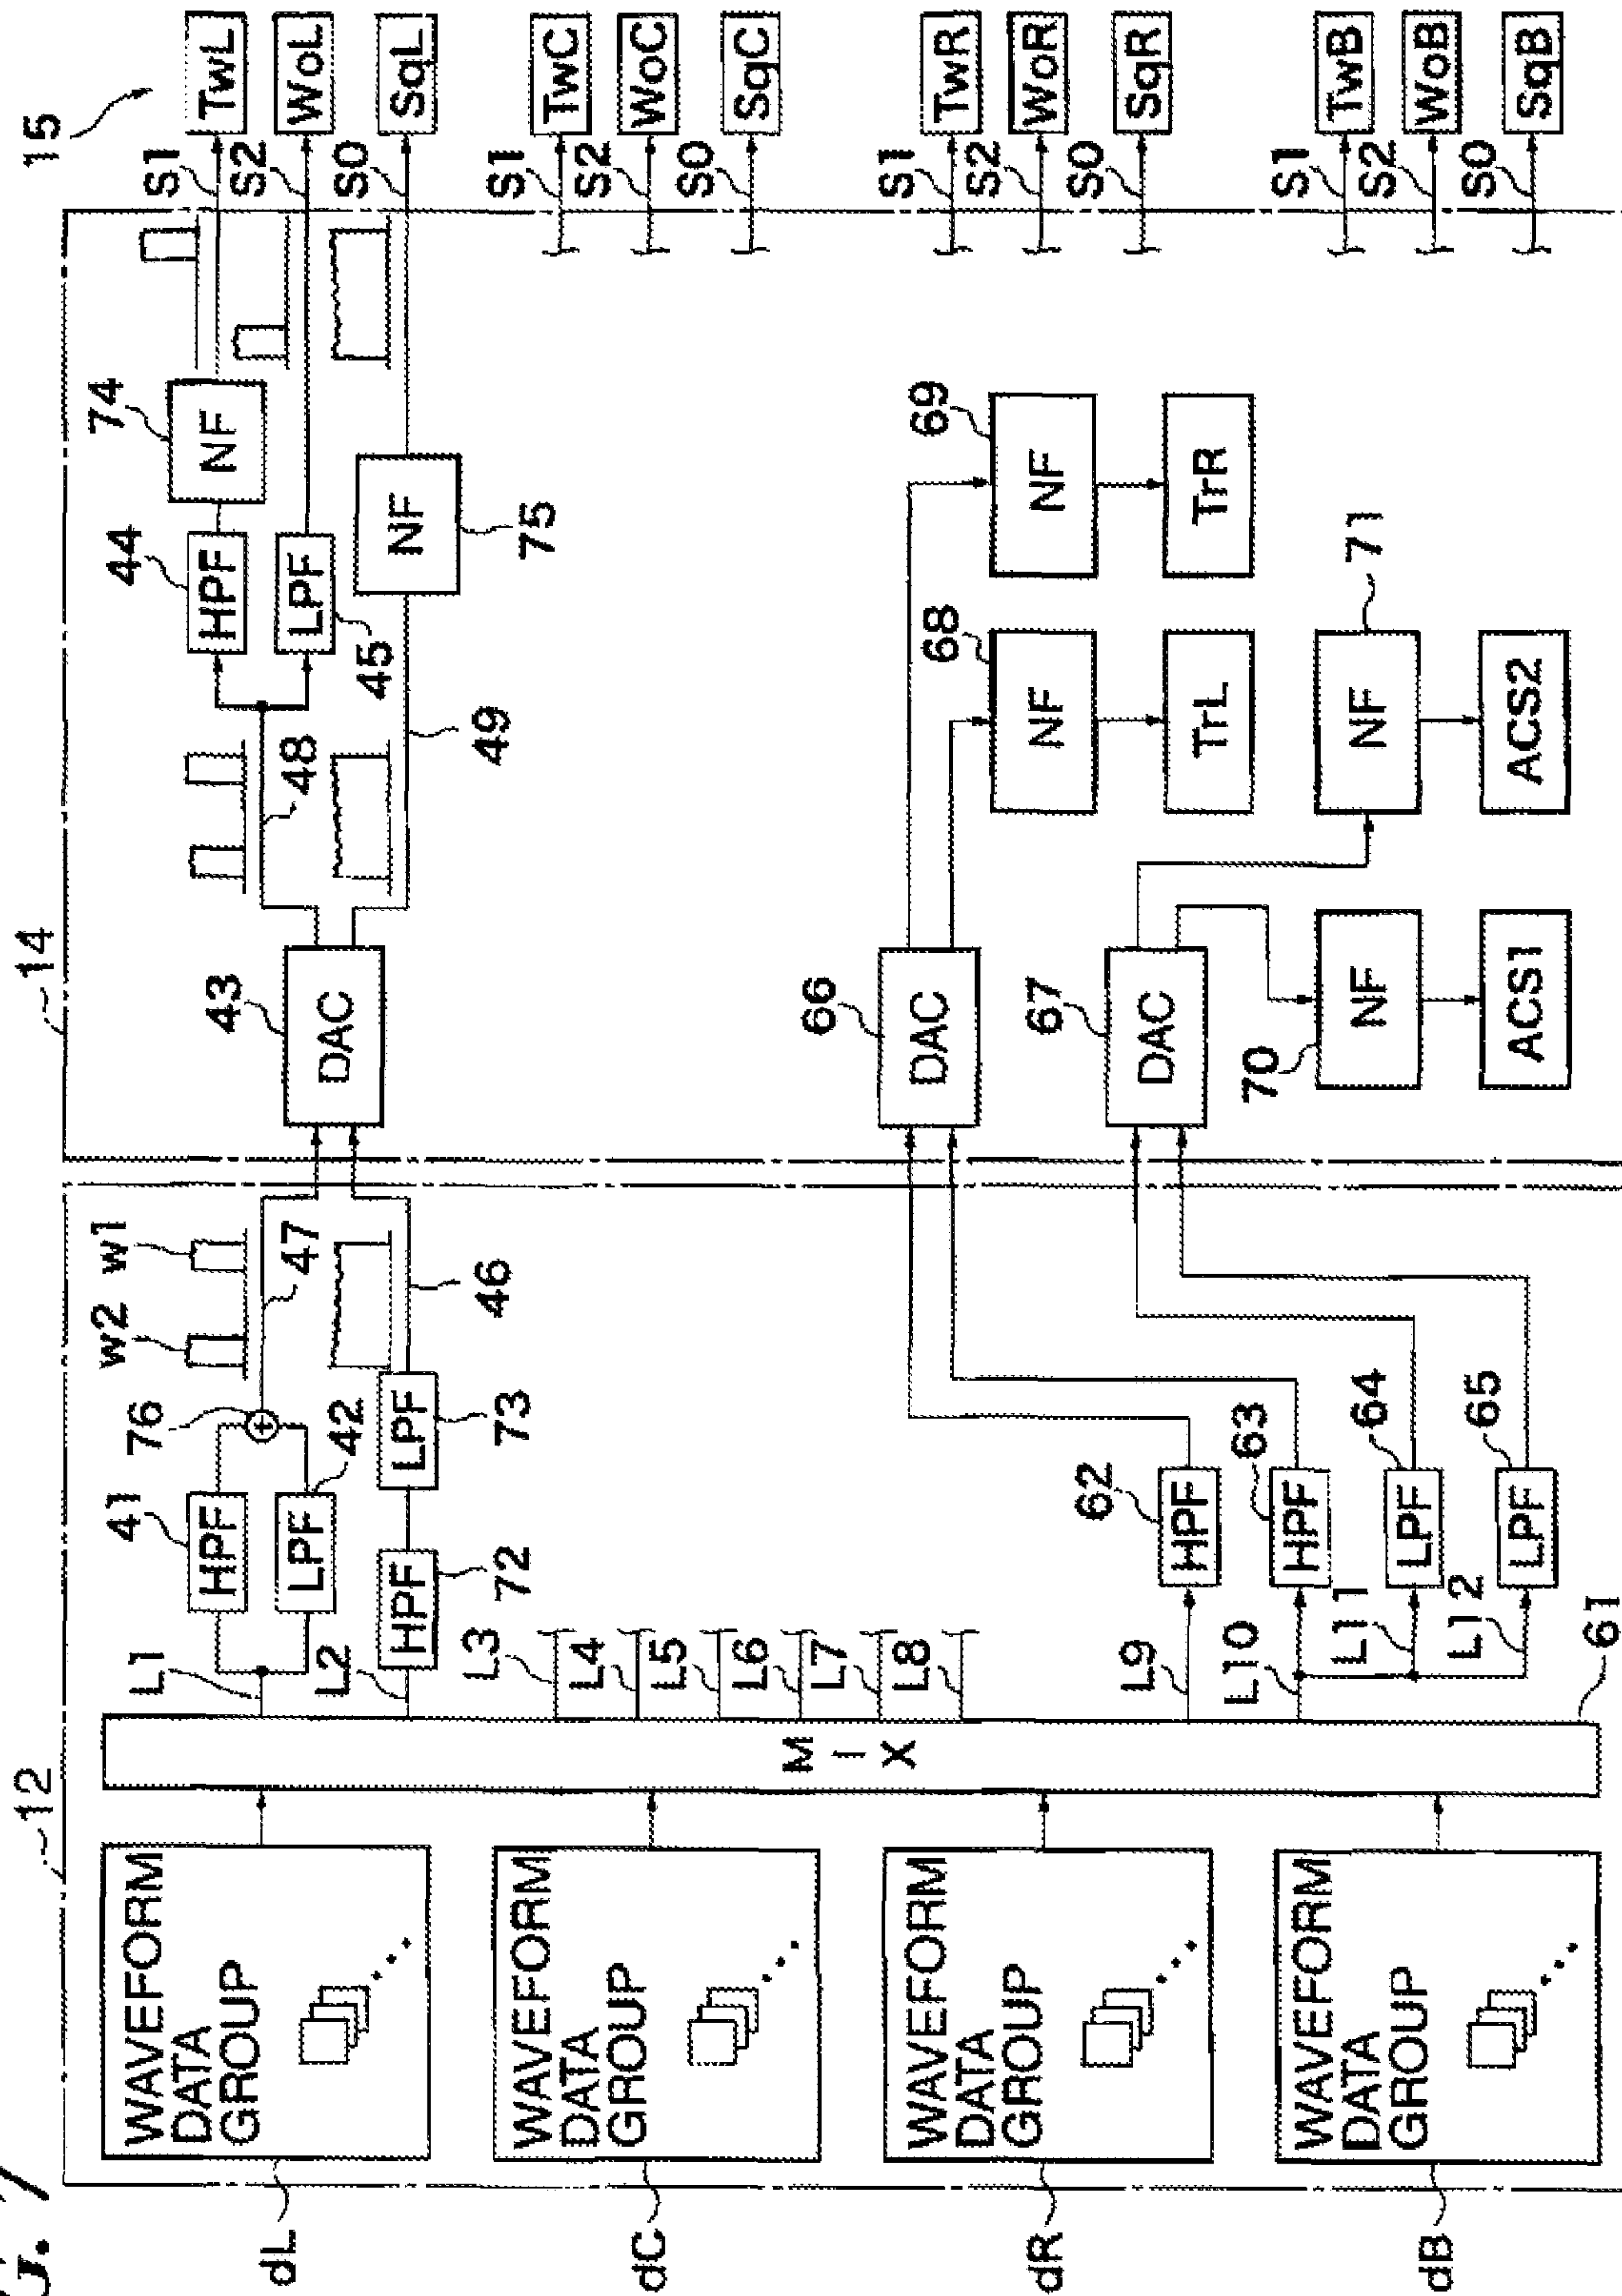 G. 7
12
14
15
dL
WAVEFORM
DATA
GROUP
dC
WAVEFORM
DATA
GROUP
dR
WAVEFORM
DATA
GROUP
dB
WAVEFORM
DATA
GROUP
MIX
61
L1
41
HPF
LPF
42
76
w2
w1
47
L2
HPF
72
LPF
73
46
L3
L4
L5
L6
L7
L8
L9
62
HPF
L10
63
HPF
L11
64
LPF
L12
65
LPF
43
DAC
48
49
44
HPF
LPF
45
74
NF
NF
75
66
DAC
67
DAC
68
NF
TrL
69
NF
TrR
70
NF
ACS1
71
NF
ACS2
S1
TwL
S2
WoL
S0
SqL
S1
TwC
S2
WoC
S0
SqC
S1
TwR
S2
WoR
S0
SqR
S1
TwB
S2
WoB
S0
SqB